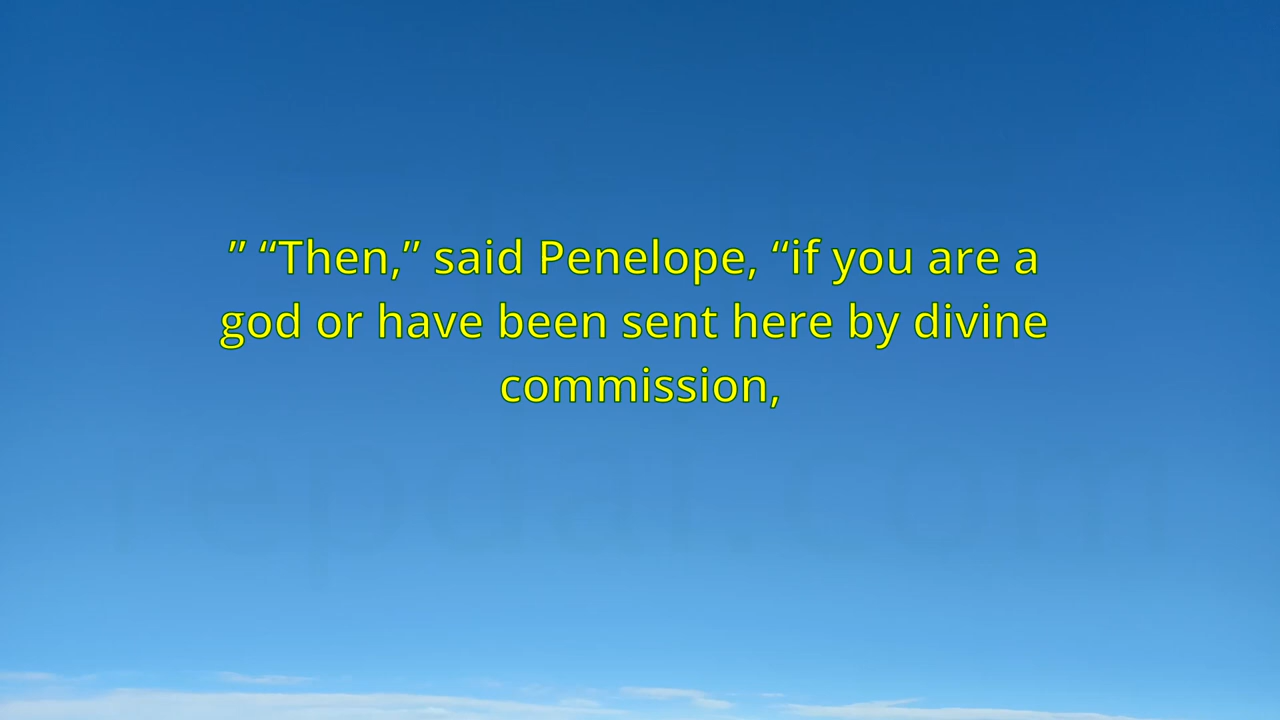 ” “Then,” said Penelope, “if you are a
god or have been sent here by divine
commission,